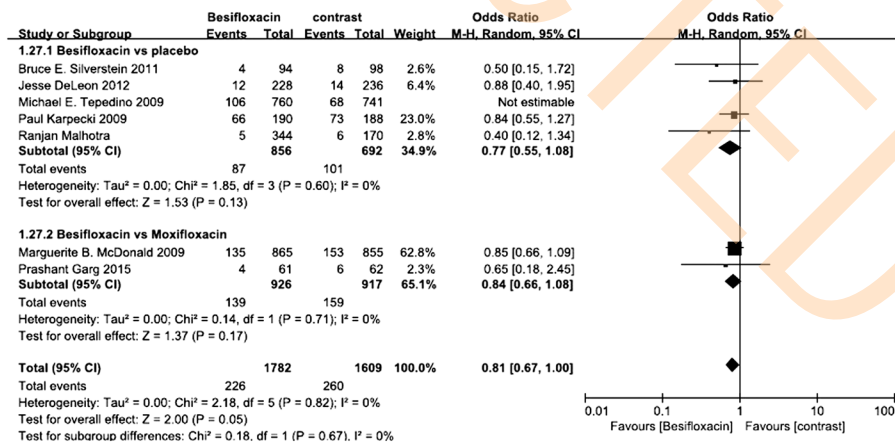 Besifloxacin contrast Odds Ratio Odds Ratio
Study or Subgroup Events Total Events Total Weight M-H, Random, 95% CI M-H, Random, 95% CI
1.27.1 Besifloxacin vs placebo
Bruce E. Silverstein 2011 4 94 8 98 2.6% 0.50 [0.15, 1.72]
Jesse DeLeon 2012 12 228 14 236 6.4% 0.88 [0.40, 1.95]
Michael E. Tepedino 2009 106 760 68 741 Not estimable
Paul Karpecki 2009 66 190 73 188 23.0% 0.84 [0.55, 1.27]
Ranjan Malhotra 5 344 6 170 2.8% 0.40 [0.12, 1.34]
Subtotal (95% CI) 856 692 34.9% 0.77 [0.55, 1.08]
Total events 87 101
Heterogeneity: Tau² = 0.00; Chi² = 1.85, df = 3 (P = 0.60); I² = 0%
Test for overall effect: Z = 1.53 (P = 0.13)
1.27.2 Besifloxacin vs Moxifloxacin
Marguerite B. McDonald 2009 135 865 153 855 62.8% 0.85 [0.66, 1.09]
Prashant Garg 2015 4 61 6 62 2.3% 0.65 [0.18, 2.45]
Subtotal (95% CI) 926 917 65.1% 0.84 [0.66, 1.08]
Total events 139 159
Heterogeneity: Tau² = 0.00; Chi² = 0.14, df = 1 (P = 0.71); I² = 0%
Test for overall effect: Z = 1.37 (P = 0.17)
Total (95% CI) 1782 1609 100.0% 0.81 [0.67, 1.00]
Total events 226 260
Heterogeneity: Tau² = 0.00; Chi² = 2.18, df = 5 (P = 0.82); I² = 0%
Test for overall effect: Z = 2.00 (P = 0.05)
Test for subgroup differences: Chi² = 0.18, df = 1 (P = 0.67), I² = 0%
0.01 0.1 1 10 100
Favours [Besifloxacin] Favours [contrast]